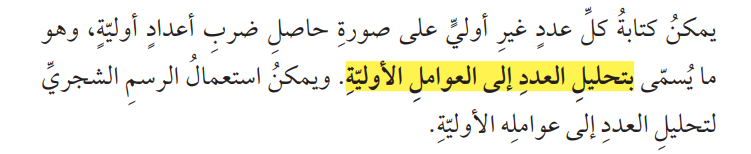 يمكنُ كتابةُ كلِّ عددٍ غيرِ أوليٍّ على صورةِ حاصلِ ضربِ أعدادٍ أوليّةٍ، وهو
ما يُسمّى بتحليلِ العددِ إلى العواملِ الأوليّةِ. ويمكنُ استعمالُ الرسمِ الشجريِّ
لتحليلِ العددِ إلى عواملِه الأوليّةِ.